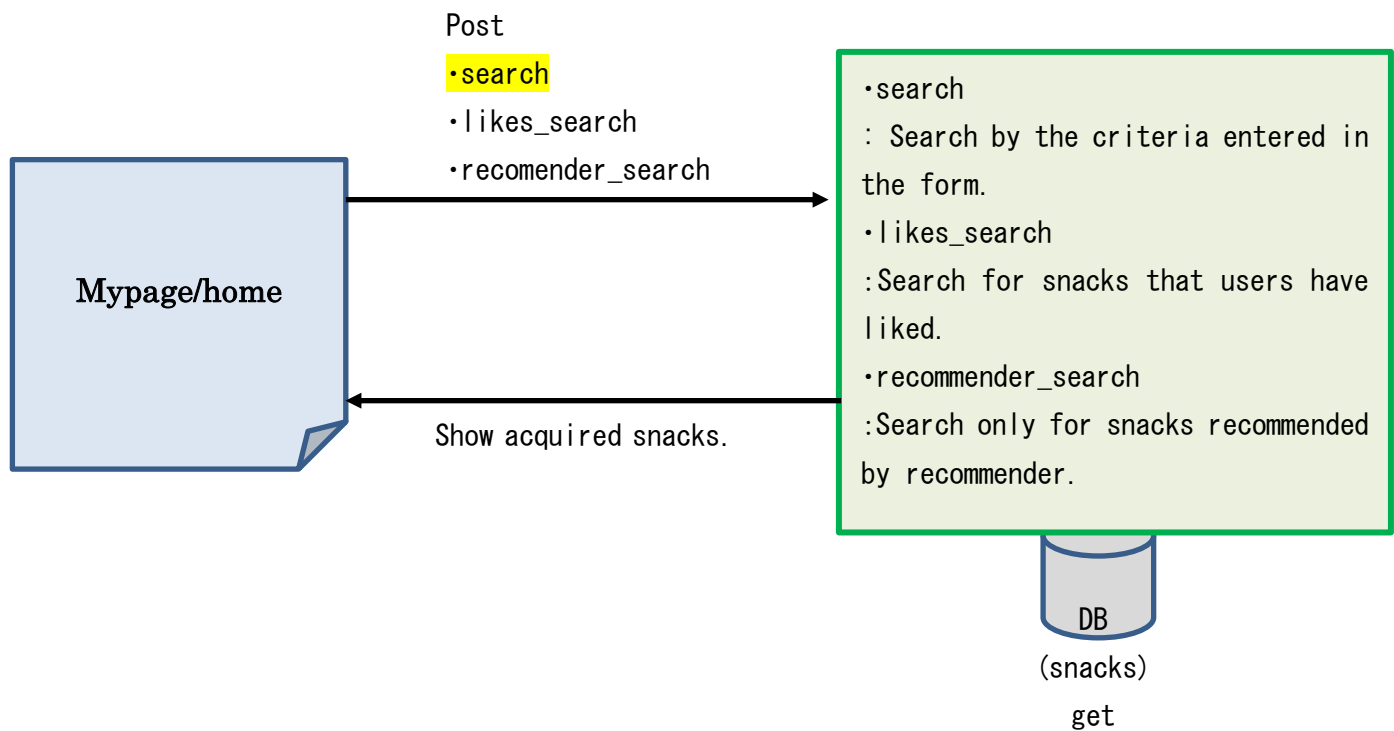 Post
・search
・likes_search
・recomender_search
Mypage/home
・search
: Search by the criteria entered in
the form.
・likes_search
:Search for snacks that users have
liked.
・recommender_search
:Search only for snacks recommended
by recommender.
Show acquired snacks.
DB
(snacks)
get